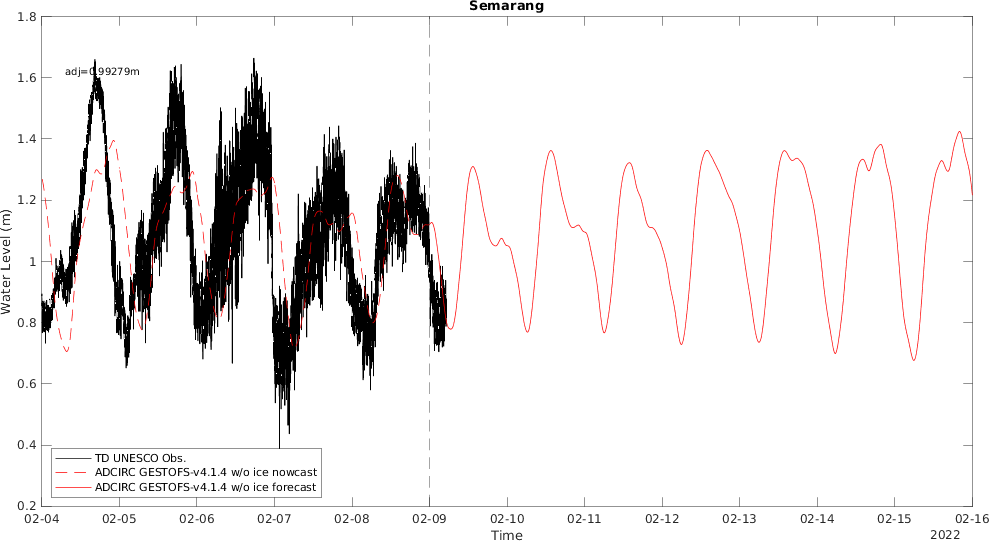 Semarang
1.8
1.6
1.4
1.2
1
0.8
0.6
0.4
0.2
Water Level (m)
adj=0.99279m
TD UNESCO Obs.
ADCIRC GESTOFS-v4.1.4 w/o ice nowcast
ADCIRC GESTOFS-v4.1.4 w/o ice forecast
02-04 02-05 02-06 02-07 02-08 02-09 02-10 02-11 02-12 02-13 02-14 02-15 02-16
Time
2022